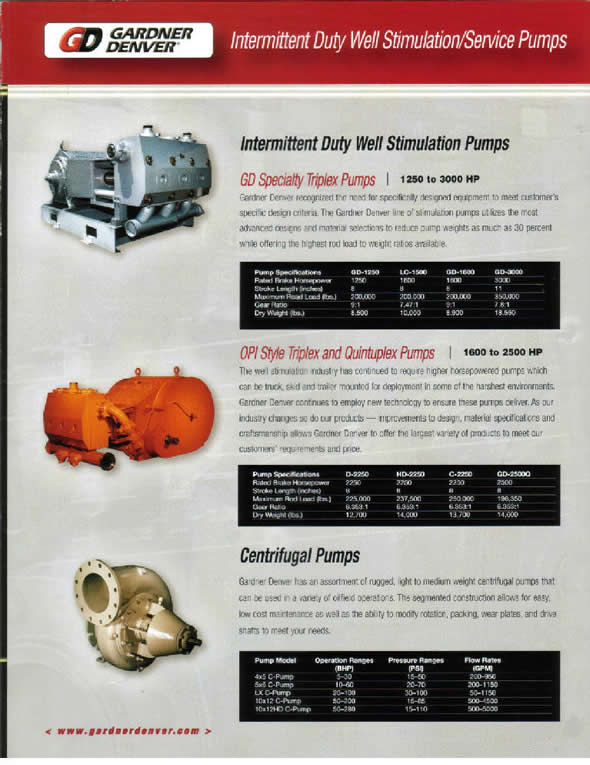 GD GARDNER
DENVER®
Intermittent Duty Well Stimulation/Service Pumps
Intermittent Duty Well Stimulation Pumps
GD Specialty Triplex Pumps | 1250 to 3000 HP
Gardner Denver recognized the need for specifically designed equipment to meet customer's
specific design criteria. The Gardner Denver line of stimulation pumps utilizes the most
advanced designs and material selections to reduce pump weights as much as 30 percent
while offering the highest rod load to weight ratios available.
Pump Specifications GD-1250 LC-1500 GD-1600 GD-3000
Rated Brake Horsepower 1250 1600 1600 3000
Stroke Length (inches) 8 8 8 11
Maximum Road Load (lbs.) 200,000 200,000 200,000 350,000
Gear Ratio 9:1 7.47:1 9:1 7.8:1
Dry Weight (lbs.) 8,500 10,000 8,900 18,550
OPI Style Triplex and Quintuplex Pumps | 1600 to 2500 HP
The well stimulation industry has continued to require higher horsepowered pumps which
can be truck, skid and trailer mounted for deployment in some of the harshest environments.
Gardner Denver continues to employ new technology to ensure these pumps deliver. As our
industry changes so do our products — improvements to design, material specifications and
craftsmanship allows Gardner Denver to offer the largest variety of products to meet our
customers' requirements and price.
Pump Specifications D-2250 HD-2250 C-2250 GD-2500Q
Rated Brake Horsepower 2250 2250 2250 2500
Stroke Length (inches) 8 8 8 8
Maximum Rod Load (lbs.) 225,000 237,500 250,000 196,350
Gear Ratio 6.353:1 6.353:1 6.353:1 6.353:1
Dry Weight (lbs.) 12,700 14,000 13,700 14,600
Centrifugal Pumps
Gardner Denver has an assortment of rugged, light to medium weight centrifugal pumps that
can be used in a variety of oilfield operations. The segmented construction allows for easy,
low cost maintenance as well as the ability to modify rotation, packing, wear plates, and drive
shafts to meet your needs.
Pump Model Operation Ranges Pressure Ranges Flow Rates
(BHP) (PSI) (GPM)
4x5 C-Pump 5-30 15-50 200-950
C-Pump 10-60 20-70 200-1150
LX C-Pump 20-100 30-100 50-1150
10x12 C-Pump 50-200 15-85 500-4500
10x12HD C-Pump 50-280 15-110 500-5000
< www.gardnerdenver.com >